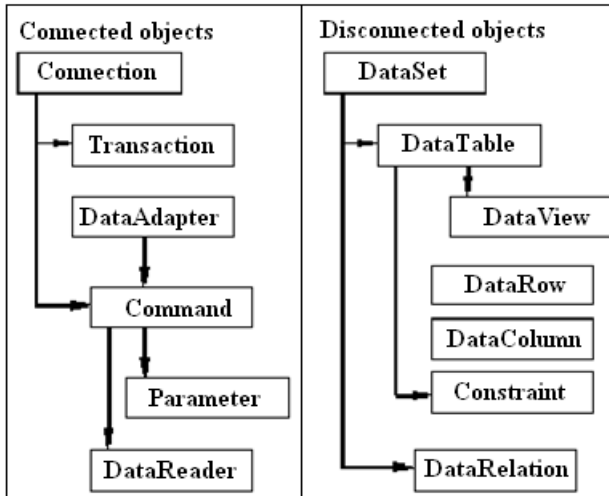 Connected objects
Connection
Transaction
DataAdapter
Command
Parameter
DataReader
Disconnected objects
DataSet
DataTable
DataView
DataRow
DataColumn
Constraint
DataRelation